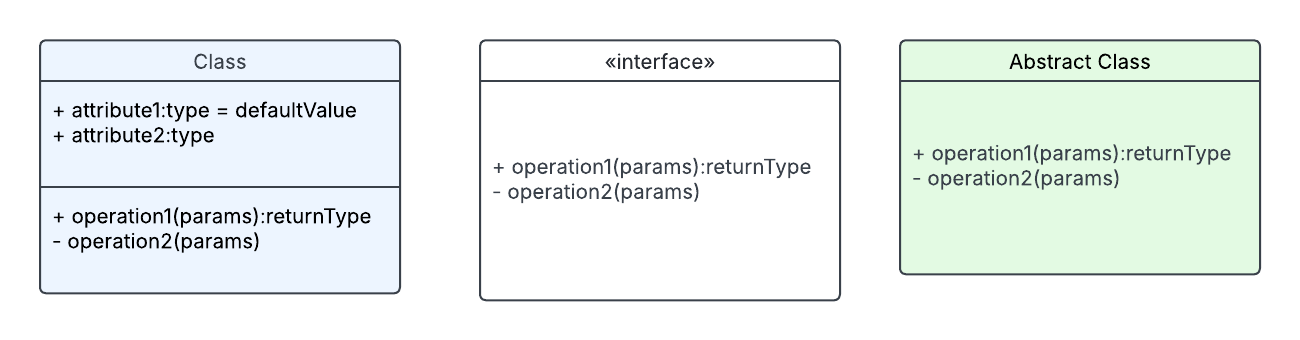 Class
+ attribute1:type = defaultValue
+ attribute2:type
+ operation1(params):returnType
- operation2(params)
«interface»
+ operation1(params):returnType
- operation2(params)
Abstract Class
+ operation1(params):returnType
- operation2(params)